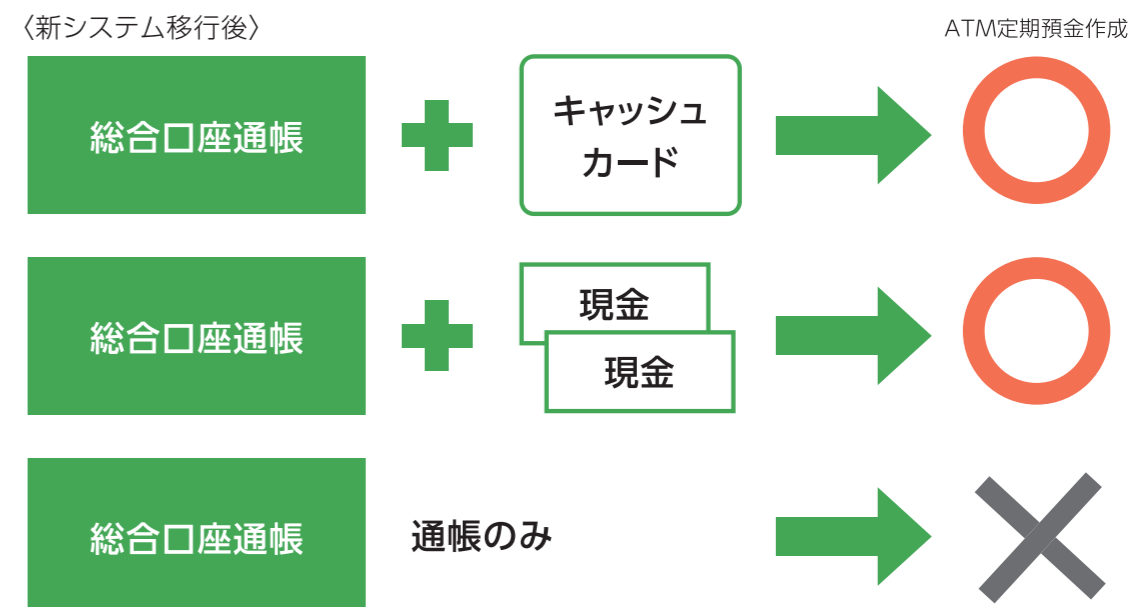 〈新システム移行後〉
ATM定期預金作成
総合口座通帳
キャッシュ
カード
総合口座通帳
現金
現金
総合口座通帳
通帳のみ